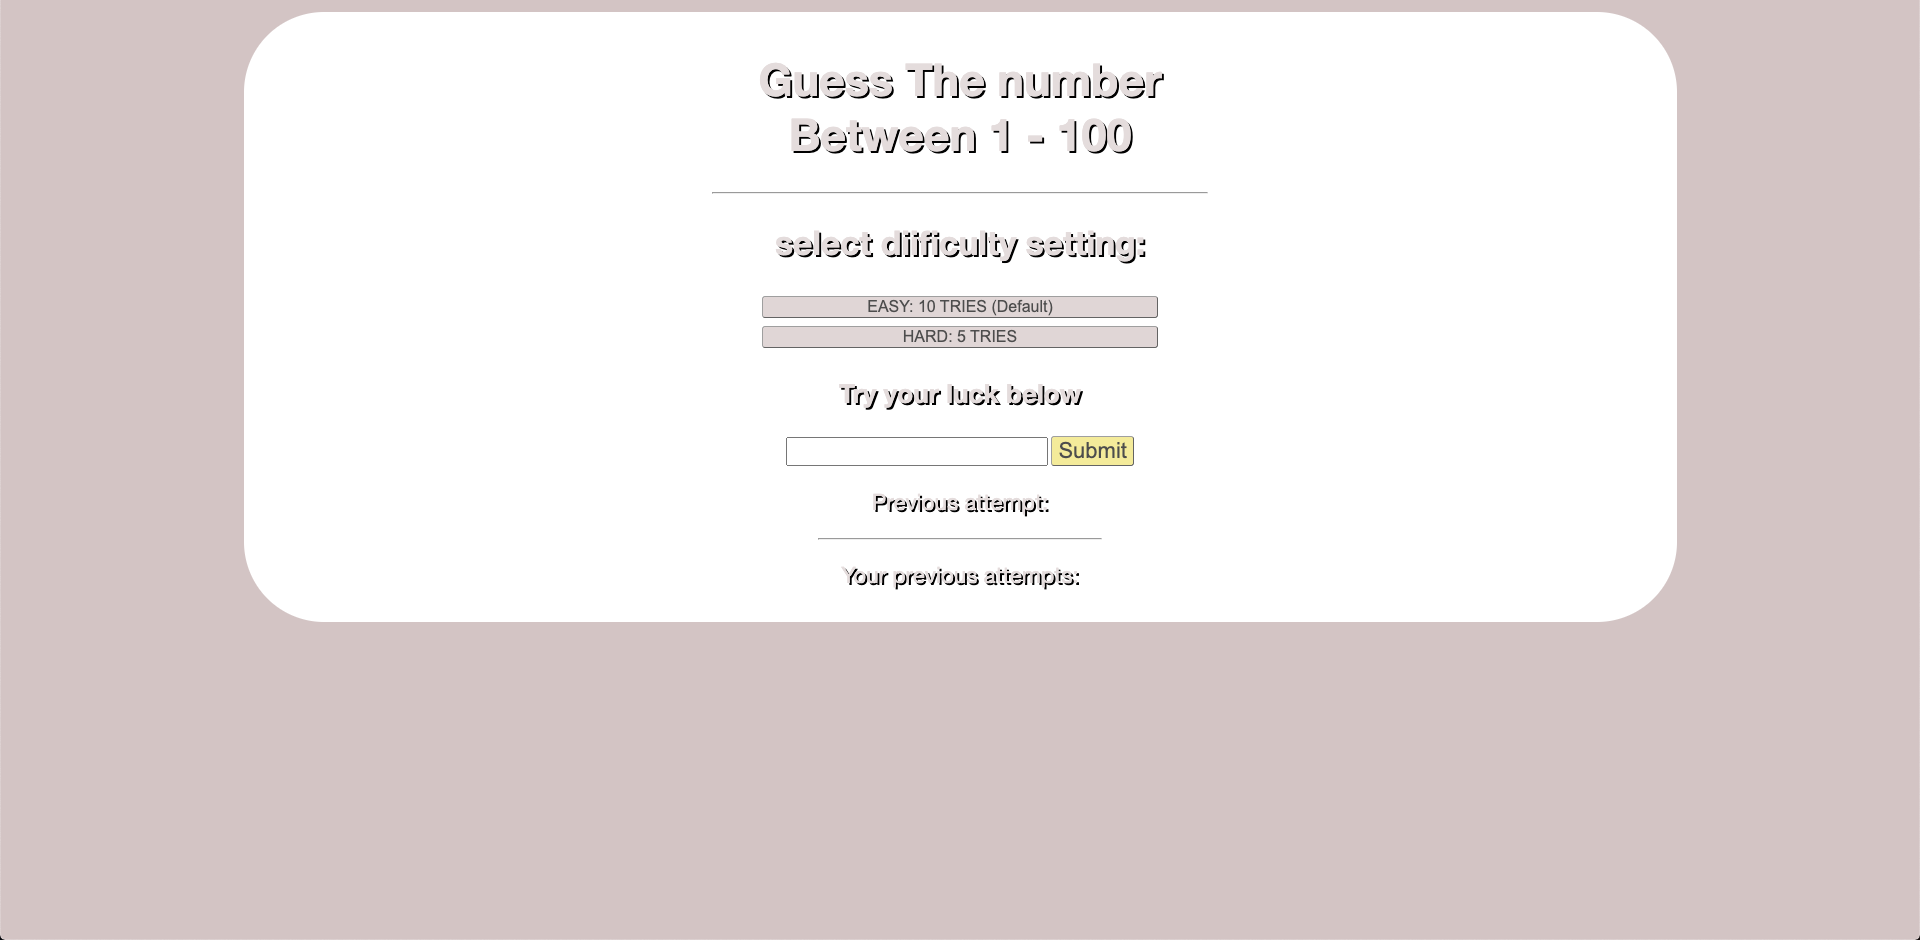 Guess The number
Between 1 - 100
select diificulty setting:
EASY: 10 TRIES (Default)
HARD: 5 TRIES
Try your luck below
Submit
Previous attempt:
Your previous attempts: